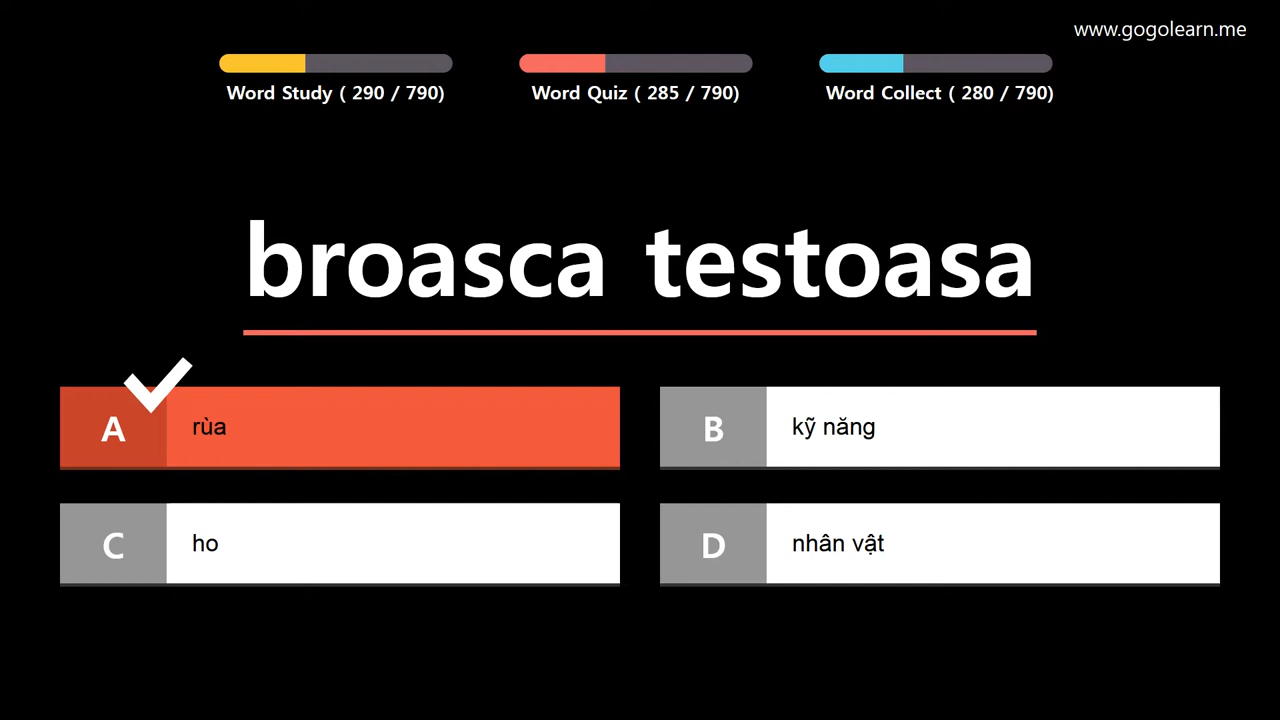 www.gogolearn.me
Word Study ( 290 / 790)
Word Quiz ( 285 / 790)
Word Collect ( 280 / 790)
broasca testoasa
A rùa
B kỹ năng
C ho
D nhân vật